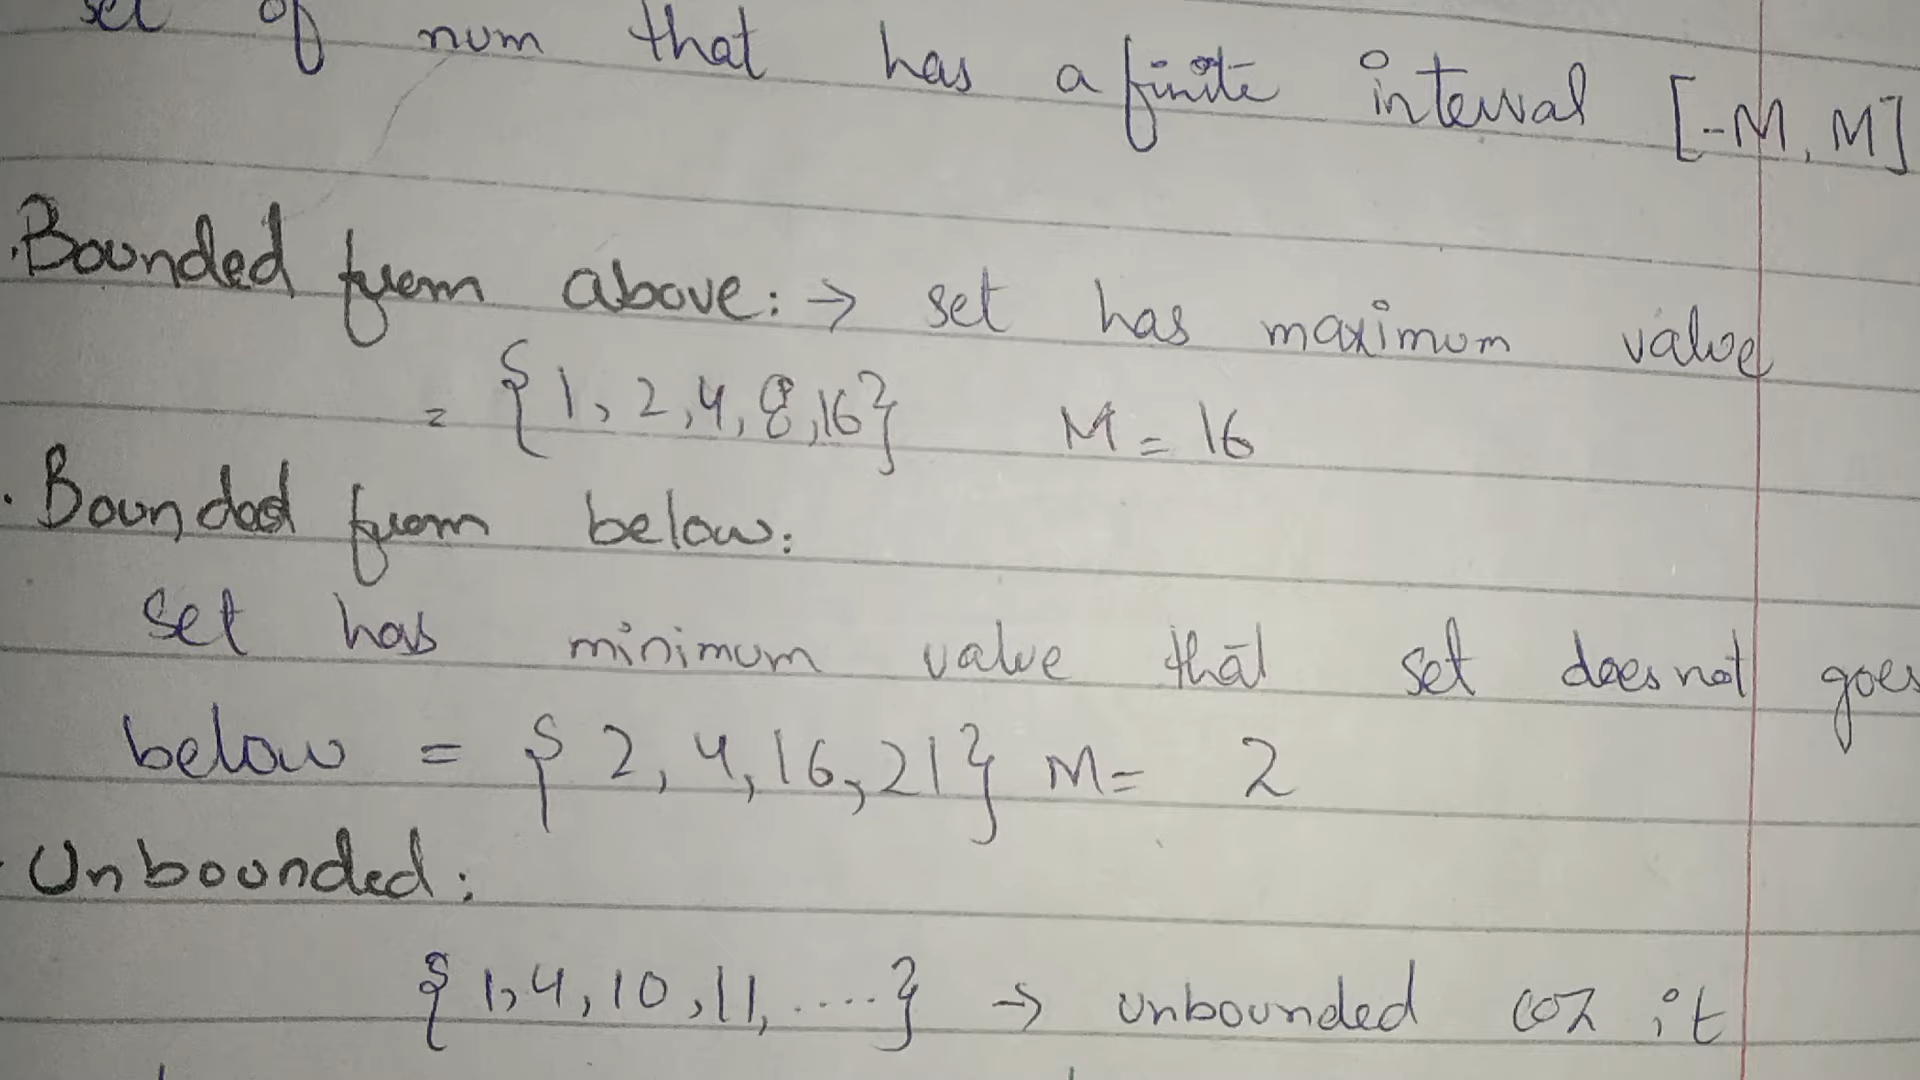 set of num that has a finite interval [-M, M]
. Bounded from above: → set has maximum value
= {1, 2, 4, 8, 16} M = 16
. Bounded from below:
set has minimum value that set does not goes
below = {2, 4, 16, 21} m = 2
. Unbounded:
{1, 4, 10, 11, .....} → unbounded coz it